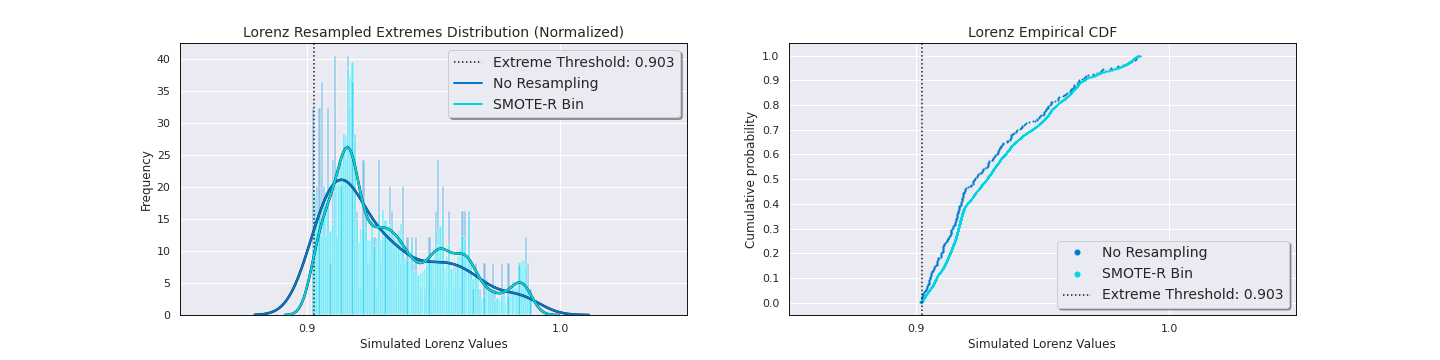 Lorenz Resampled Extremes Distribution (Normalized)
Frequency
40
35
30
25
20
15
10
5
0
0.9
1.0
Simulated Lorenz Values
Extreme Threshold: 0.903
No Resampling
SMOTE-R Bin
Lorenz Empirical CDF
Cumulative probability
1.0
0.9
0.8
0.7
0.6
0.5
0.4
0.3
0.2
0.1
0.0
0.9
1.0
Simulated Lorenz Values
No Resampling
SMOTE-R Bin
Extreme Threshold: 0.903